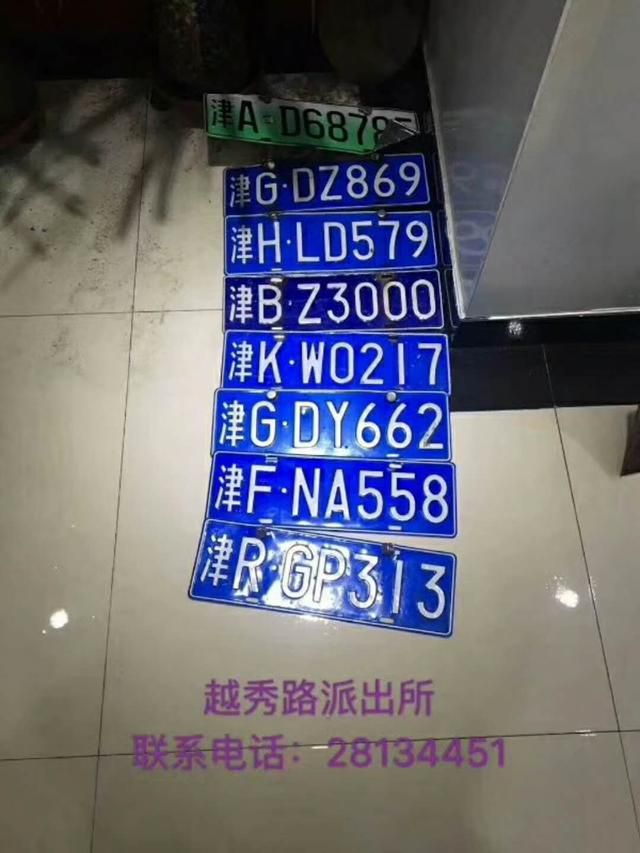 津A·D6878
津G·DZ869
津H·LD579
津B·Z3000
津K·W0217
津G·DY662
津F·NA558
津R·GP313
越秀路派出所
联系电话：28134451